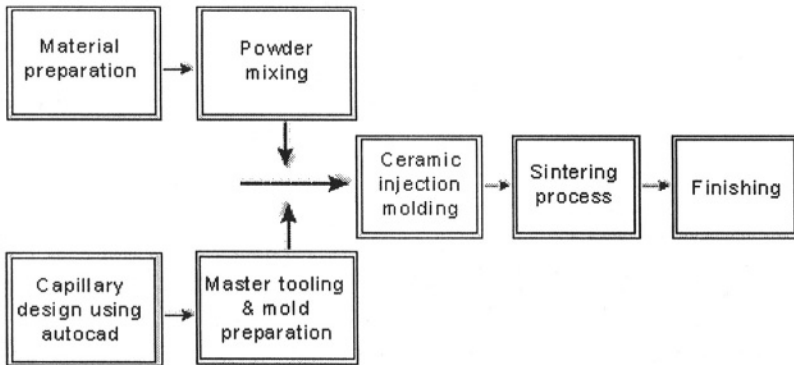 Material
preparation
Powder
mixing
Ceramic
injection
molding
Sintering
process
Finishing
Capillary
design using
autocad
Master tooling
& mold
preparation